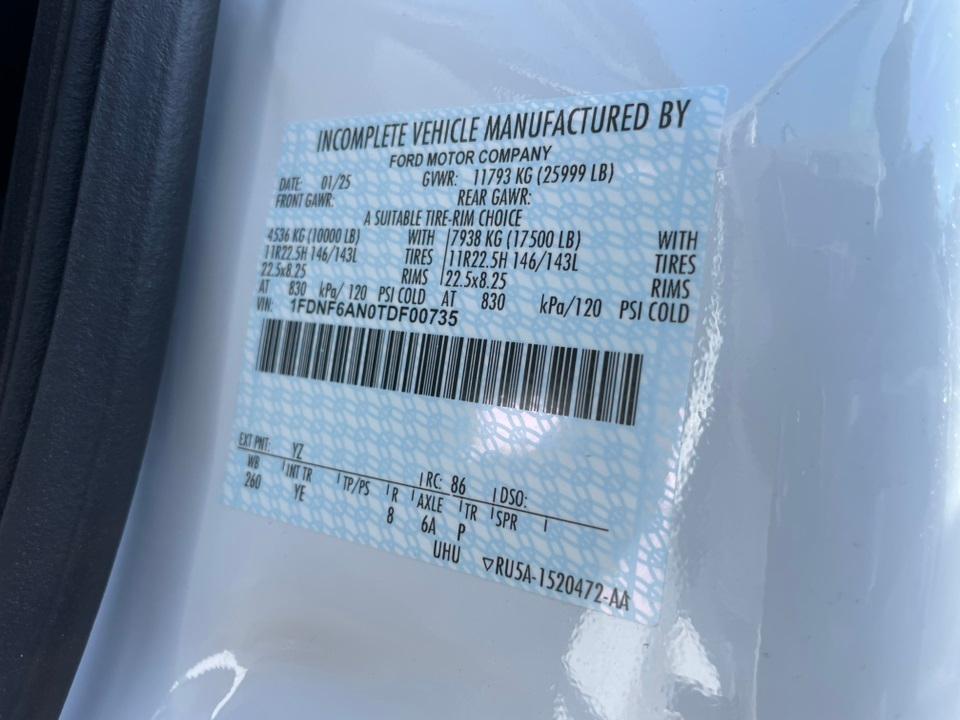 INCOMPLETE VEHICLE MANUFACTURED BY
FORD MOTOR COMPANY
DATE: 01/25 GVWR: 11793 KG (25999 LB)
FRONT GAWR: REAR GAWR:
A SUITABLE TIRE-RIM CHOICE
4536 KG (10000 LB) WITH 7938 KG (17500 LB) WITH
11R22.5H 146/143L TIRES 11R22.5H 146/143L TIRES
22.5x8.25 RIMS 22.5x8.25 RIMS
AT 830 kPa/ 120 PSI COLD AT 830 kPa/120 PSI COLD
VIN: 1FDNF6AN0TDF00735
EXT PNT: YZ RC: 86 DSO:
WB INT TR TP/PS R AXLE TR SPR
260 YE 8 6A P
UHU ▽RU5A-1520472-AA